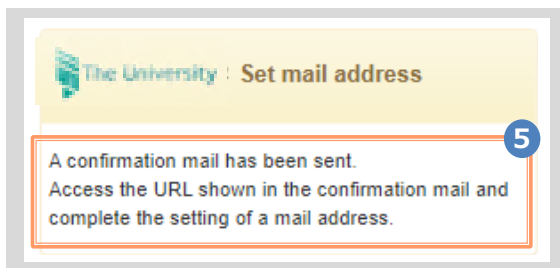 The University : Set mail address
5
A confirmation mail has been sent.
Access the URL shown in the confirmation mail and
complete the setting of a mail address.